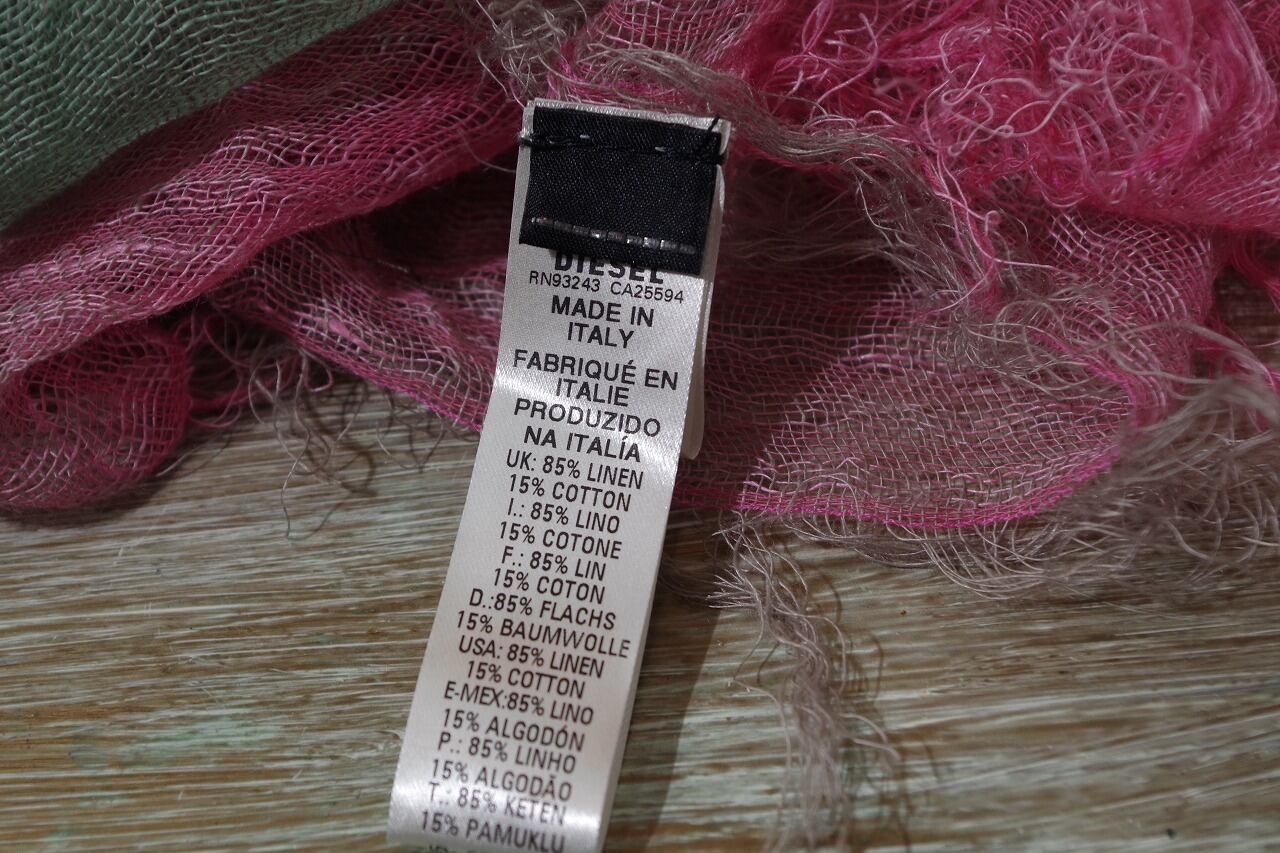 DIESEL
RN93243 CA25594
MADE IN
ITALY
FABRIQUÉ EN
ITALIE
PRODUZIDO
NA ITALÍA
UK: 85% LINEN
15% COTTON
I.: 85% LINO
15% COTONE
F.: 85% LIN
15% COTON
D.:85% FLACHS
15% BAUMWOLLE
USA: 85% LINEN
15% COTTON
E-MEX:85% LINO
15% ALGODÓN
P.: 85% LINHO
15% ALGODÃO
T.: 85% KETEN
15% PAMUKLU